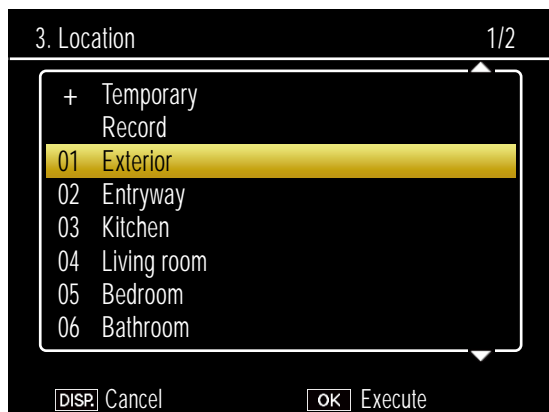 3. Location 1/2
+ Temporary
Record
01 Exterior
02 Entryway
03 Kitchen
04 Living room
05 Bedroom
06 Bathroom
DISP. Cancel OK Execute